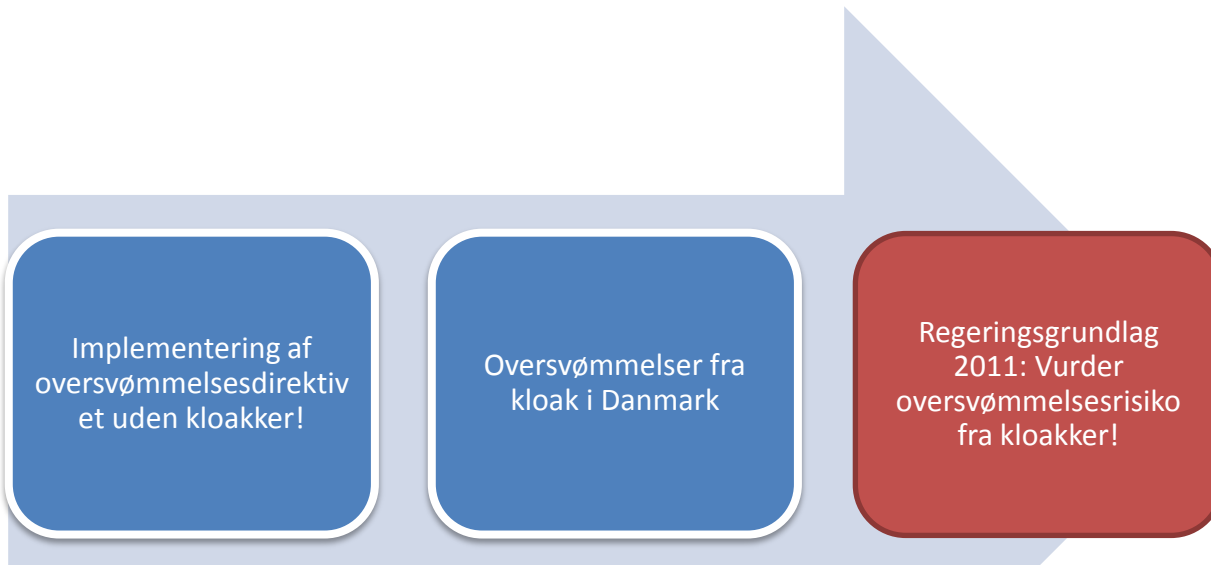 Implementering af
oversvømmelsesdirektiv
et uden kloakker!
Oversvømmelser fra
kloak i Danmark
Regeringsgrundlag
2011: Vurder
oversvømmelsesrisiko
fra kloakker!